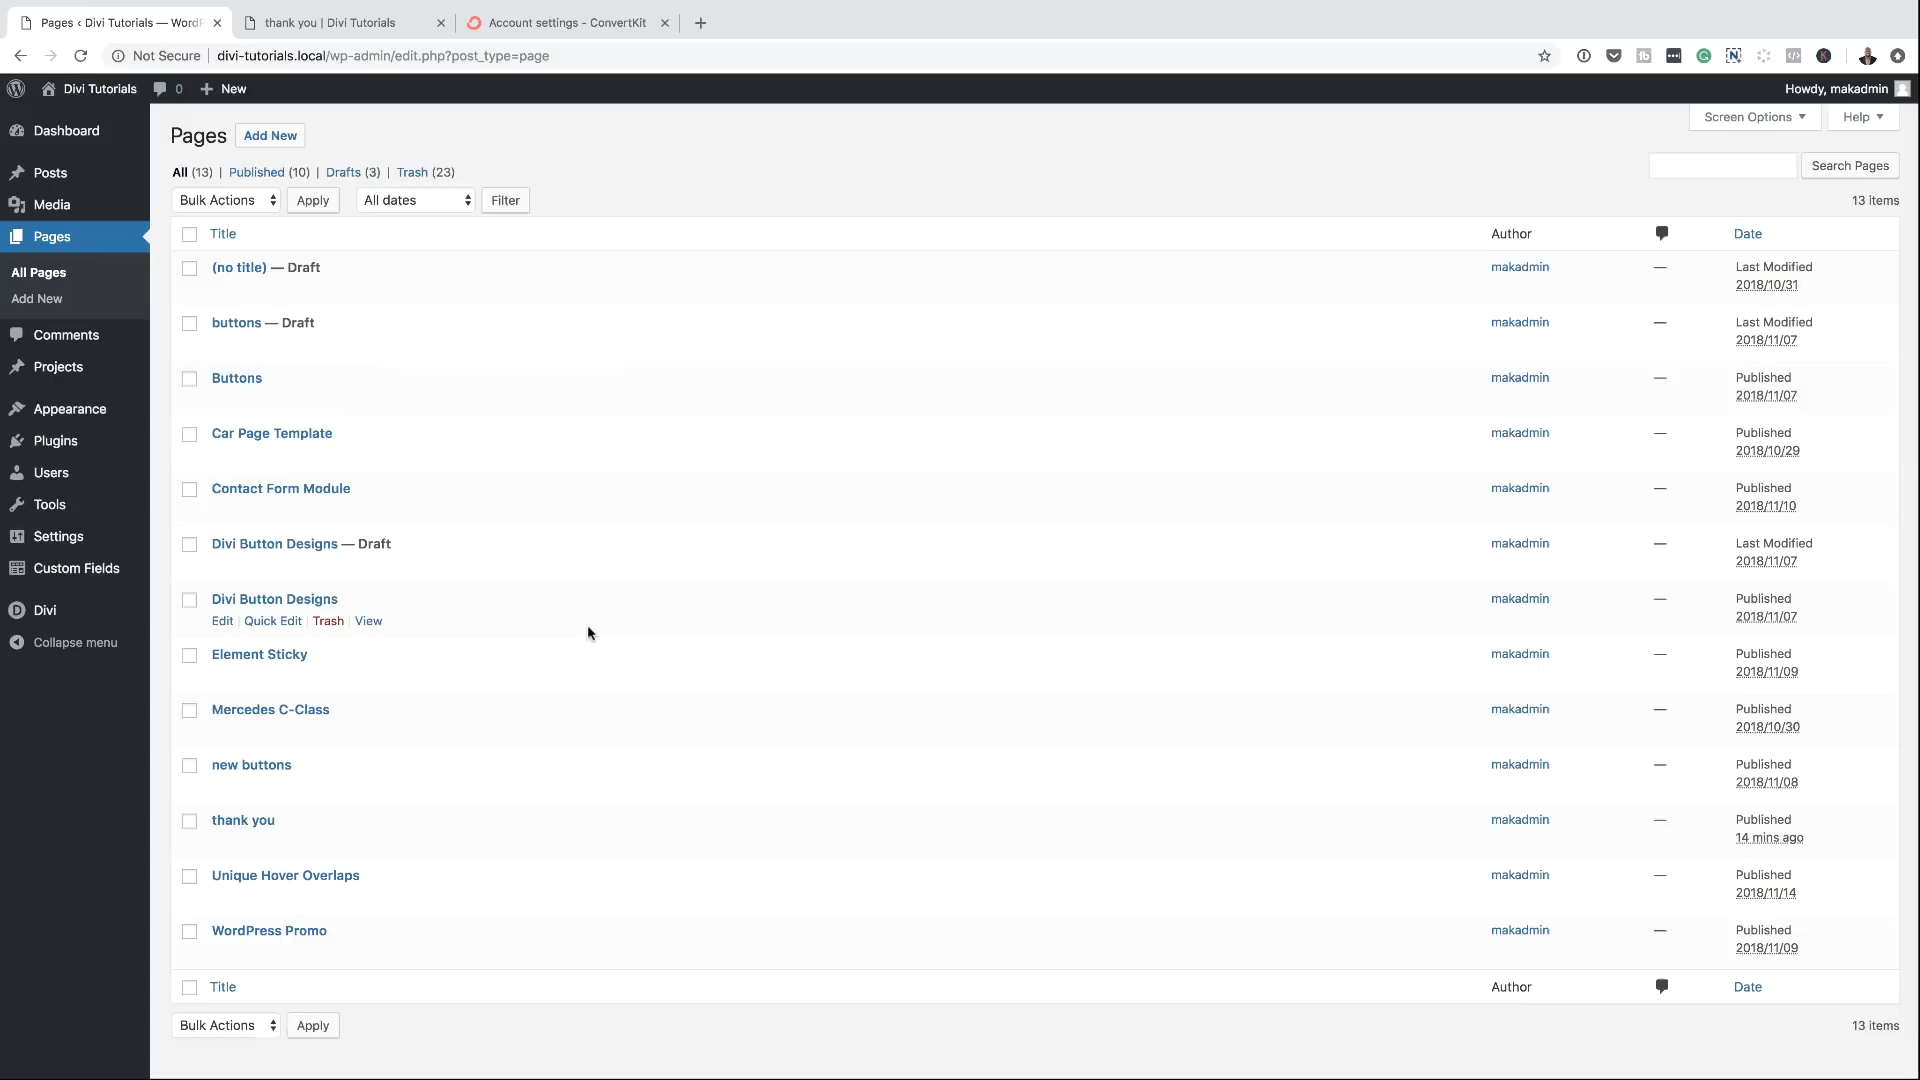 Pages ‹ Divi Tutorials — WordP
thank you | Divi Tutorials
Account settings - ConvertKit
Not Secure
divi-tutorials.local/wp-admin/edit.php?post_type=page
Divi Tutorials
0
New
Howdy, makadmin
Dashboard
Posts
Media
Pages
All Pages
Add New
Comments
Projects
Appearance
Plugins
Users
Tools
Settings
Custom Fields
Divi
Collapse menu
Screen Options
Help
Pages
Add New
All (13) | Published (10) | Drafts (3) | Trash (23)
Search Pages
Bulk Actions
Apply
All dates
Filter
13 items
Title
Author
Date
(no title) — Draft
makadmin
—
Last Modified
2018/10/31
buttons — Draft
makadmin
—
Last Modified
2018/11/07
Buttons
makadmin
—
Published
2018/11/07
Car Page Template
makadmin
—
Published
2018/10/29
Contact Form Module
makadmin
—
Published
2018/11/10
Divi Button Designs — Draft
makadmin
—
Last Modified
2018/11/07
Divi Button Designs
makadmin
—
Published
2018/11/07
Edit | Quick Edit | Trash | View
Element Sticky
makadmin
—
Published
2018/11/09
Mercedes C-Class
makadmin
—
Published
2018/10/30
new buttons
makadmin
—
Published
2018/11/08
thank you
makadmin
—
Published
14 mins ago
Unique Hover Overlaps
makadmin
—
Published
2018/11/14
WordPress Promo
makadmin
—
Published
2018/11/09
Title
Author
Date
Bulk Actions
Apply
13 items